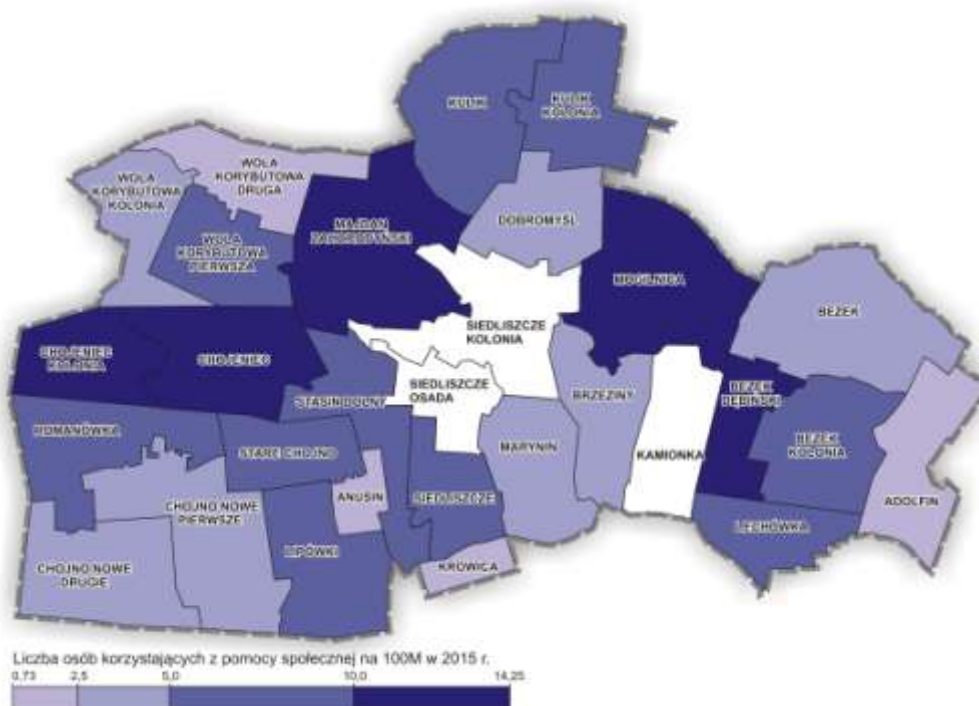 KULIK
KULIK
KOLONIA
WOLA
KORYBUTOWA
DRUGA
WOLA
KORYBUTOWA
KOLONIA
WOLA
KORYBUTOWA
PIERWSZA
MAJDAN
ZAHORODYŃSKI
DOBROMYŚL
MOGILNICA
BEZEK
SIEDLISZCZE
KOLONIA
CHOJENIEC
KOLONIA
CHOJENIEC
SIEDLISZCZE
OSADA
STASIN DOLNY
BRZEZINY
BEZEK
DĘBIŃSKI
ROMANÓWKA
STARE CHOJNO
MARYNIN
KAMIONKA
BEZEK
KOLONIA
ADOLFIN
CHOJNO NOWE
PIERWSZE
ANUSIN
SIEDLISZCZE
LECHÓWKA
LIPÓWKI
KROWICA
CHOJNO NOWE
DRUGIE
Liczba osób korzystających z pomocy społecznej na 100M w 2015 r.
0,73 2,5 5,0 10,0 14,25